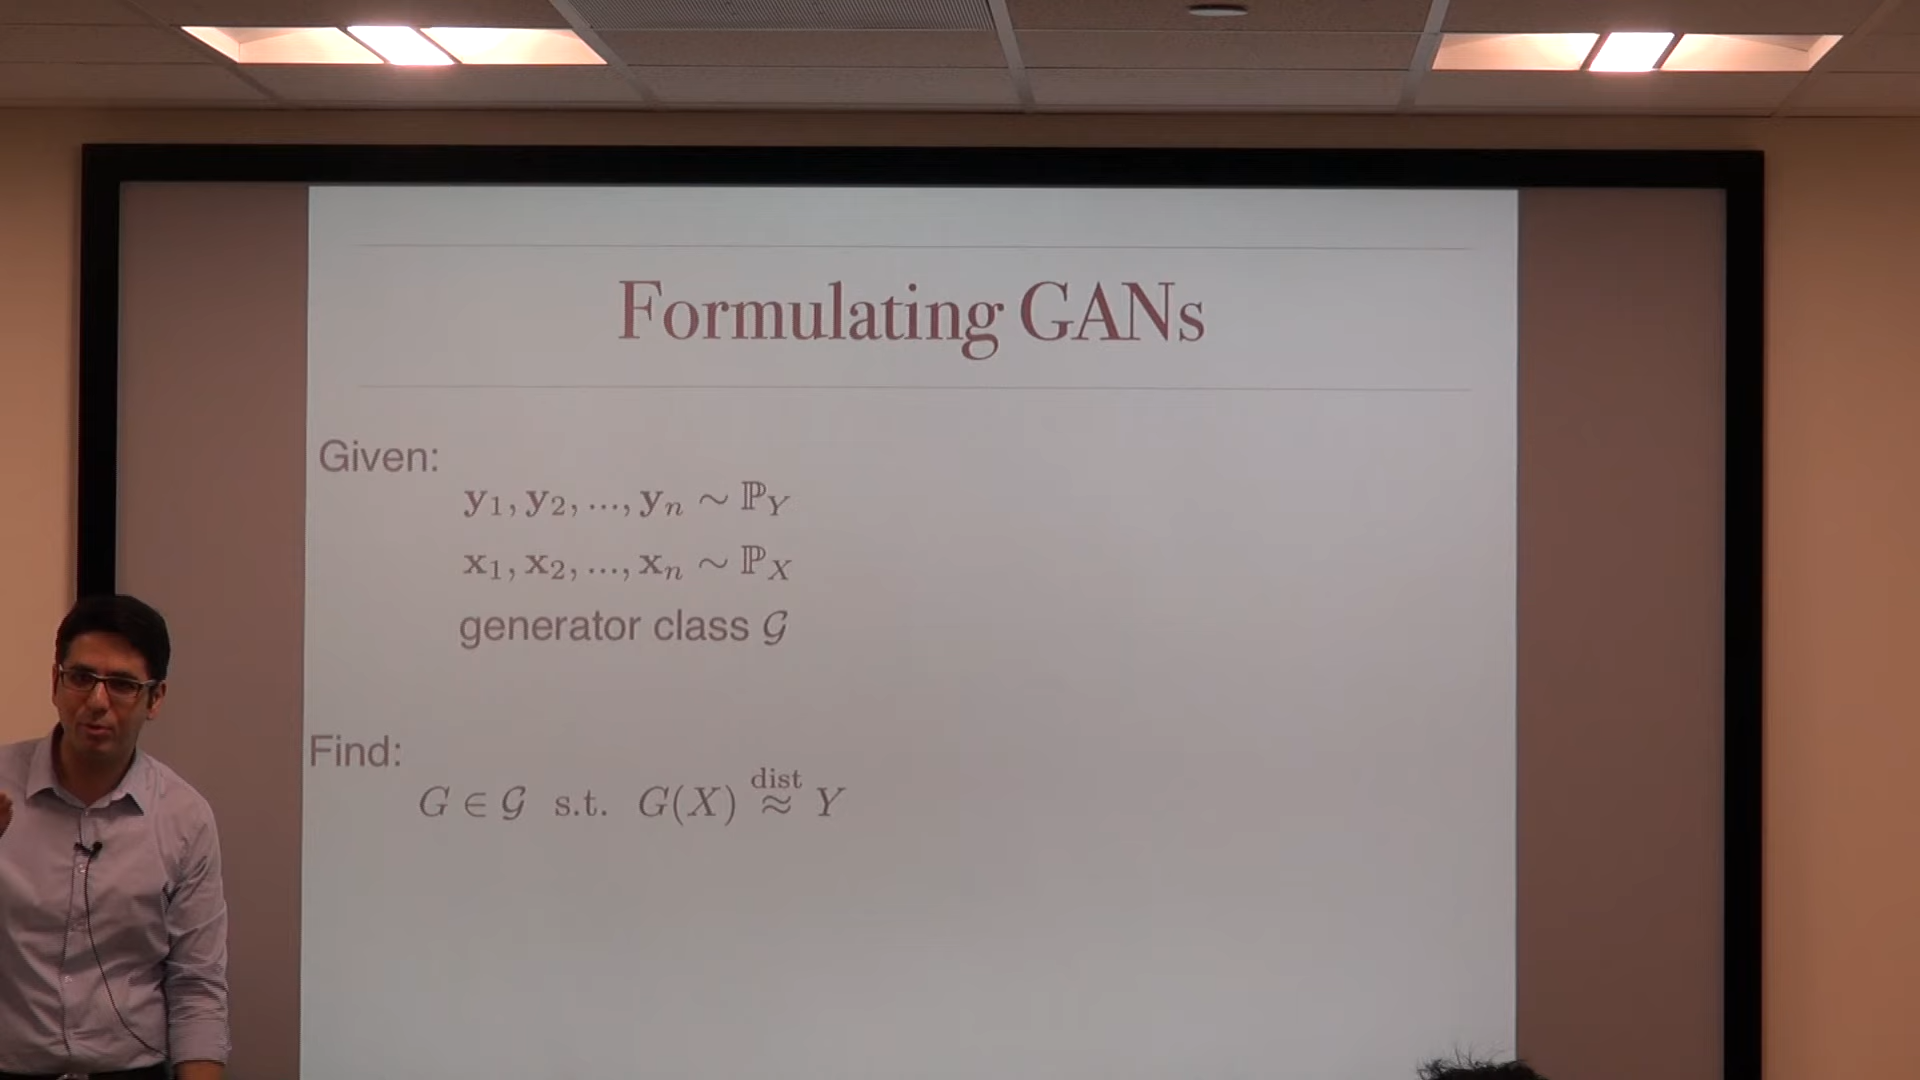 Formulating GANs
Given:
y₁, y₂, ..., yₙ ∼ ℙ_Y
x₁, x₂, ..., xₙ ∼ ℙ_X
generator class 𝒢
Find:
G ∈ 𝒢 s.t. G(X) ≈^dist Y